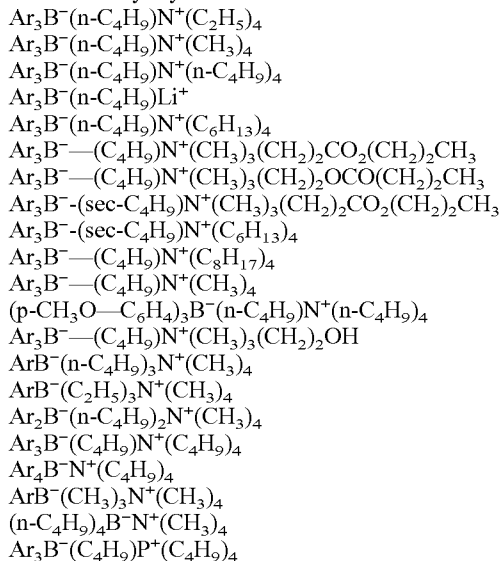 Ar₃B⁻(n-C₄H₉)N⁺(C₂H₅)₄
Ar₃B⁻(n-C₄H₉)N⁺(CH₃)₄
Ar₃B⁻(n-C₄H₉)N⁺(n-C₄H₉)₄
Ar₃B⁻(n-C₄H₉)Li⁺
Ar₃B⁻(n-C₄H₉)N⁺(C₆H₁₃)₄
Ar₃B⁻—(C₄H₉)N⁺(CH₃)₃(CH₂)₂CO₂(CH₂)₂CH₃
Ar₃B⁻—(C₄H₉)N⁺(CH₃)₃(CH₂)₂OCO(CH₂)₂CH₃
Ar₃B⁻-(sec-C₄H₉)N⁺(CH₃)₃(CH₂)₂CO₂(CH₂)₂CH₃
Ar₃B⁻-(sec-C₄H₉)N⁺(C₆H₁₃)₄
Ar₃B⁻—(C₄H₉)N⁺(C₈H₁₇)₄
Ar₃B⁻—(C₄H₉)N⁺(CH₃)₄
(p-CH₃O—C₆H₄)₃B⁻(n-C₄H₉)N⁺(n-C₄H₉)₄
Ar₃B⁻—(C₄H₉)N⁺(CH₃)₃(CH₂)₂OH
ArB⁻(n-C₄H₉)₃N⁺(CH₃)₄
ArB⁻(C₂H₅)₃N⁺(CH₃)₄
Ar₂B⁻(n-C₄H₉)₂N⁺(CH₃)₄
Ar₃B⁻(C₄H₉)N⁺(C₄H₉)₄
Ar₄B⁻N⁺(C₄H₉)₄
ArB⁻(CH₃)₃N⁺(CH₃)₄
(n-C₄H₉)₄B⁻N⁺(CH₃)₄
Ar₃B⁻(C₄H₉)P⁺(C₄H₉)₄